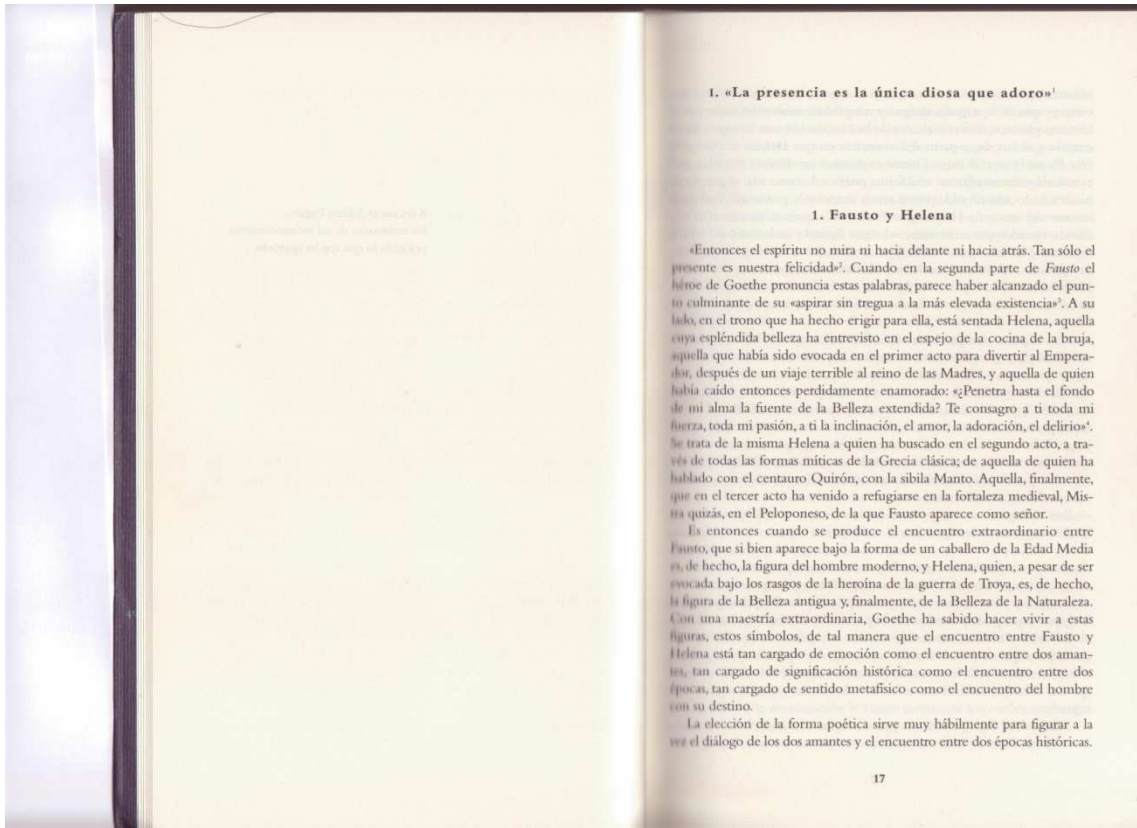 1. «La presencia es la única diosa que adoro»¹
1. Fausto y Helena
«Entonces el espíritu no mira ni hacia delante ni hacia atrás. Tan sólo el
presente es nuestra felicidad»². Cuando en la segunda parte de Fausto el
héroe de Goethe pronuncia estas palabras, parece haber alcanzado el pun-
to culminante de su «aspirar sin tregua a la más elevada existencia»³. A su
lado, en el trono que ha hecho erigir para ella, está sentada Helena, aquella
cuya espléndida belleza ha entrevisto en el espejo de la cocina de la bruja,
aquella que había sido evocada en el primer acto para divertir al Empera-
dor, después de un viaje terrible al reino de las Madres, y aquella de quien
había caído entonces perdidamente enamorado: «¿Penetra hasta el fondo
de mi alma la fuente de la Belleza extendida? Te consagro a ti toda mi
fuerza, toda mi pasión, a ti la inclinación, el amor, la adoración, el delirio»⁴.
Se trata de la misma Helena a quien ha buscado en el segundo acto, a tra-
vés de todas las formas míticas de la Grecia clásica; de aquella de quien ha
hablado con el centauro Quirón, con la sibila Manto. Aquella, finalmente,
que en el tercer acto ha venido a refugiarse en la fortaleza medieval, Mis-
tra quizás, en el Peloponeso, de la que Fausto aparece como señor.
Es entonces cuando se produce el encuentro extraordinario entre
Fausto, que si bien aparece bajo la forma de un caballero de la Edad Media
es, de hecho, la figura del hombre moderno, y Helena, quien, a pesar de ser
evocada bajo los rasgos de la heroína de la guerra de Troya, es, de hecho,
la figura de la Belleza antigua y, finalmente, de la Belleza de la Naturaleza.
Con una maestría extraordinaria, Goethe ha sabido hacer vivir a estas
figuras, estos símbolos, de tal manera que el encuentro entre Fausto y
Helena está tan cargado de emoción como el encuentro entre dos aman-
tes, tan cargado de significación histórica como el encuentro entre dos
épocas, tan cargado de sentido metafísico como el encuentro del hombre
con su destino.
La elección de la forma poética sirve muy hábilmente para figurar a la
vez el diálogo de los dos amantes y el encuentro entre dos épocas históricas.
17